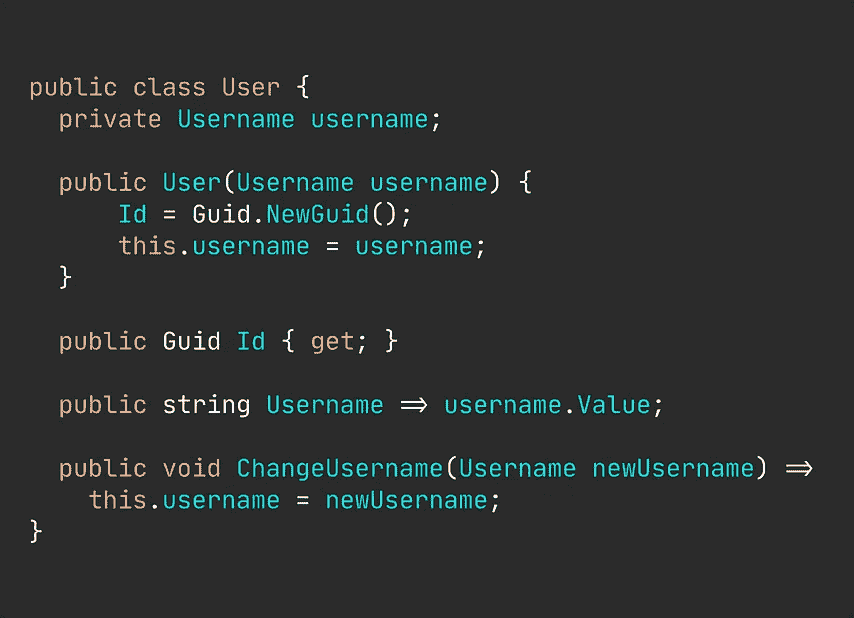 public class User {
  private Username username;

  public User(Username username) {
      Id = Guid.NewGuid();
      this.username = username;
  }

  public Guid Id { get; }

  public string Username => username.Value;

  public void ChangeUsername(Username newUsername) =>
    this.username = newUsername;
}